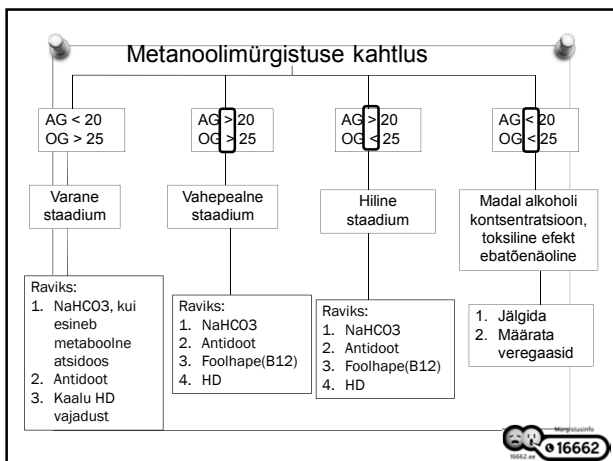 Metanoolimürgistuse kahtlus
AG < 20
OG > 25
AG > 20
OG > 25
AG > 20
OG < 25
AG < 20
OG < 25
Varane
staadium
Vahepealne
staadium
Hiline
staadium
Madal alkoholi
kontsentratsioon,
toksiline efekt
ebatõenäoline
Raviks:
1. NaHCO3, kui
esineb
metaboolne
atsidoos
2. Antidoot
3. Kaalu HD
vajadust
Raviks:
1. NaHCO3
2. Antidoot
3. Foolhape(B12)
4. HD
Raviks:
1. NaHCO3
2. Antidoot
3. Foolhape(B12)
4. HD
1. Jälgida
2. Määrata
veregaasid
Mürgistusinfo
16662
16662.ee